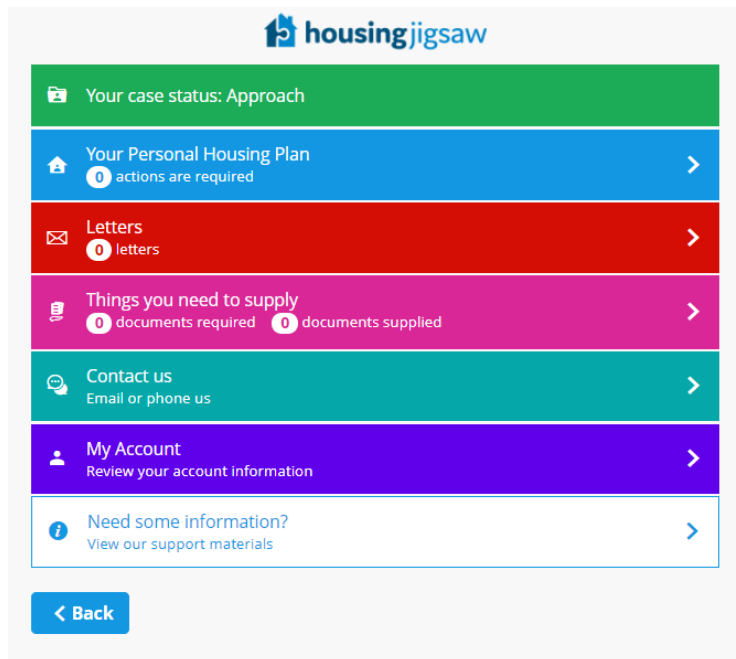 housingjigsaw
Your case status: Approach
Your Personal Housing Plan
0 actions are required
Letters
0 letters
Things you need to supply
0 documents required 0 documents supplied
Contact us
Email or phone us
My Account
Review your account information
Need some information?
View our support materials
Back